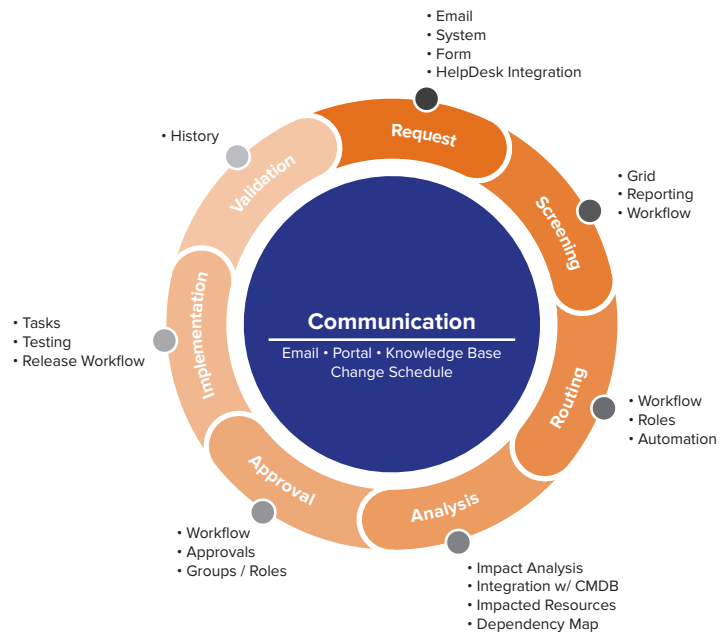 • Email
• System
• Form
• HelpDesk Integration
Request
• History
Validation
Screening
• Grid
• Reporting
• Workflow
Communication
Email • Portal • Knowledge Base
Change Schedule
Implementation
• Tasks
• Testing
• Release Workflow
Routing
• Workflow
• Roles
• Automation
Approval
• Workflow
• Approvals
• Groups / Roles
Analysis
• Impact Analysis
• Integration w/ CMDB
• Impacted Resources
• Dependency Map